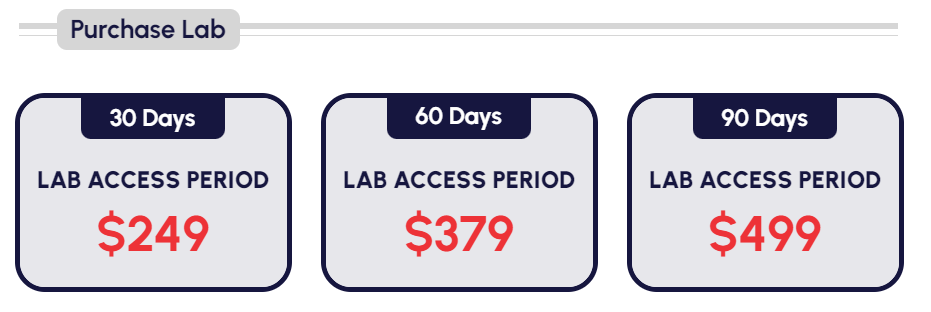 Purchase Lab
30 Days
LAB ACCESS PERIOD
$249
60 Days
LAB ACCESS PERIOD
$379
90 Days
LAB ACCESS PERIOD
$499